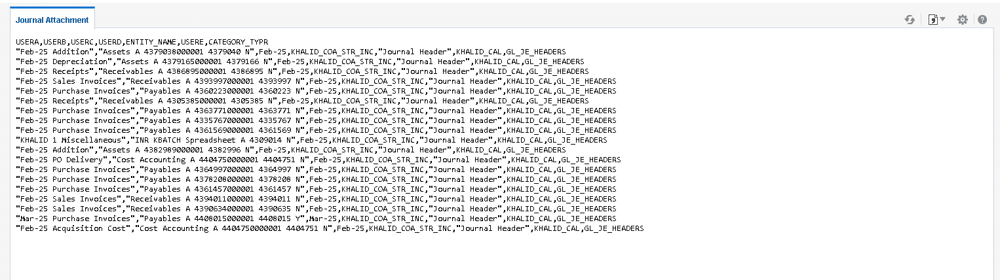 Journal Attachment
USERA,USERB,USERC,USERD,ENTITY_NAME,USERE,CATEGORY_TYPR
"Feb-25 Addition","Assets A 4379038000001 4379040 N",Feb-25,KHALID_COA_STR_INC,"Journal Header",KHALID_CAL,GL_JE_HEADERS
"Feb-25 Depreciation","Assets A 4379165000001 4379166 N",Feb-25,KHALID_COA_STR_INC,"Journal Header",KHALID_CAL,GL_JE_HEADERS
"Feb-25 Receipts","Receivables A 4386895000001 4386895 N",Feb-25,KHALID_COA_STR_INC,"Journal Header",KHALID_CAL,GL_JE_HEADERS
"Feb-25 Sales Invoices","Receivables A 4393997000001 4393997 N",Feb-25,KHALID_COA_STR_INC,"Journal Header",KHALID_CAL,GL_JE_HEADERS
"Feb-25 Purchase Invoices","Payables A 4360223000001 4360223 N",Feb-25,KHALID_COA_STR_INC,"Journal Header",KHALID_CAL,GL_JE_HEADERS
"Feb-25 Receipts","Receivables A 4305385000001 4305385 N",Feb-25,KHALID_COA_STR_INC,"Journal Header",KHALID_CAL,GL_JE_HEADERS
"Feb-25 Purchase Invoices","Payables A 4363771000001 4363771 N",Feb-25,KHALID_COA_STR_INC,"Journal Header",KHALID_CAL,GL_JE_HEADERS
"Feb-25 Purchase Invoices","Payables A 4335767000001 4335767 N",Feb-25,KHALID_COA_STR_INC,"Journal Header",KHALID_CAL,GL_JE_HEADERS
"Feb-25 Purchase Invoices","Payables A 4361569000001 4361569 N",Feb-25,KHALID_COA_STR_INC,"Journal Header",KHALID_CAL,GL_JE_HEADERS
"KHALID 1 Miscellaneous","INR KBATCH Spreadsheet A 4309014 N",Feb-25,KHALID_COA_STR_INC,"Journal Header",KHALID_CAL,GL_JE_HEADERS
"Feb-25 Addition","Assets A 4382989000001 4382996 N",Feb-25,KHALID_COA_STR_INC,"Journal Header",KHALID_CAL,GL_JE_HEADERS
"Feb-25 PO Delivery","Cost Accounting A 4404750000001 4404751 N",Feb-25,KHALID_COA_STR_INC,"Journal Header",KHALID_CAL,GL_JE_HEADERS
"Feb-25 Purchase Invoices","Payables A 4364997000001 4364997 N",Feb-25,KHALID_COA_STR_INC,"Journal Header",KHALID_CAL,GL_JE_HEADERS
"Feb-25 Purchase Invoices","Payables A 4378208000001 4378208 N",Feb-25,KHALID_COA_STR_INC,"Journal Header",KHALID_CAL,GL_JE_HEADERS
"Feb-25 Purchase Invoices","Payables A 4361457000001 4361457 N",Feb-25,KHALID_COA_STR_INC,"Journal Header",KHALID_CAL,GL_JE_HEADERS
"Feb-25 Sales Invoices","Receivables A 4394011000001 4394011 N",Feb-25,KHALID_COA_STR_INC,"Journal Header",KHALID_CAL,GL_JE_HEADERS
"Feb-25 Sales Invoices","Receivables A 4390634000001 4390635 N",Feb-25,KHALID_COA_STR_INC,"Journal Header",KHALID_CAL,GL_JE_HEADERS
"Mar-25 Purchase Invoices","Payables A 4408015000001 4408015 Y",Mar-25,KHALID_COA_STR_INC,"Journal Header",KHALID_CAL,GL_JE_HEADERS
"Feb-25 Acquisition Cost","Cost Accounting A 4404750000001 4404751 N",Feb-25,KHALID_COA_STR_INC,"Journal Header",KHALID_CAL,GL_JE_HEADERS